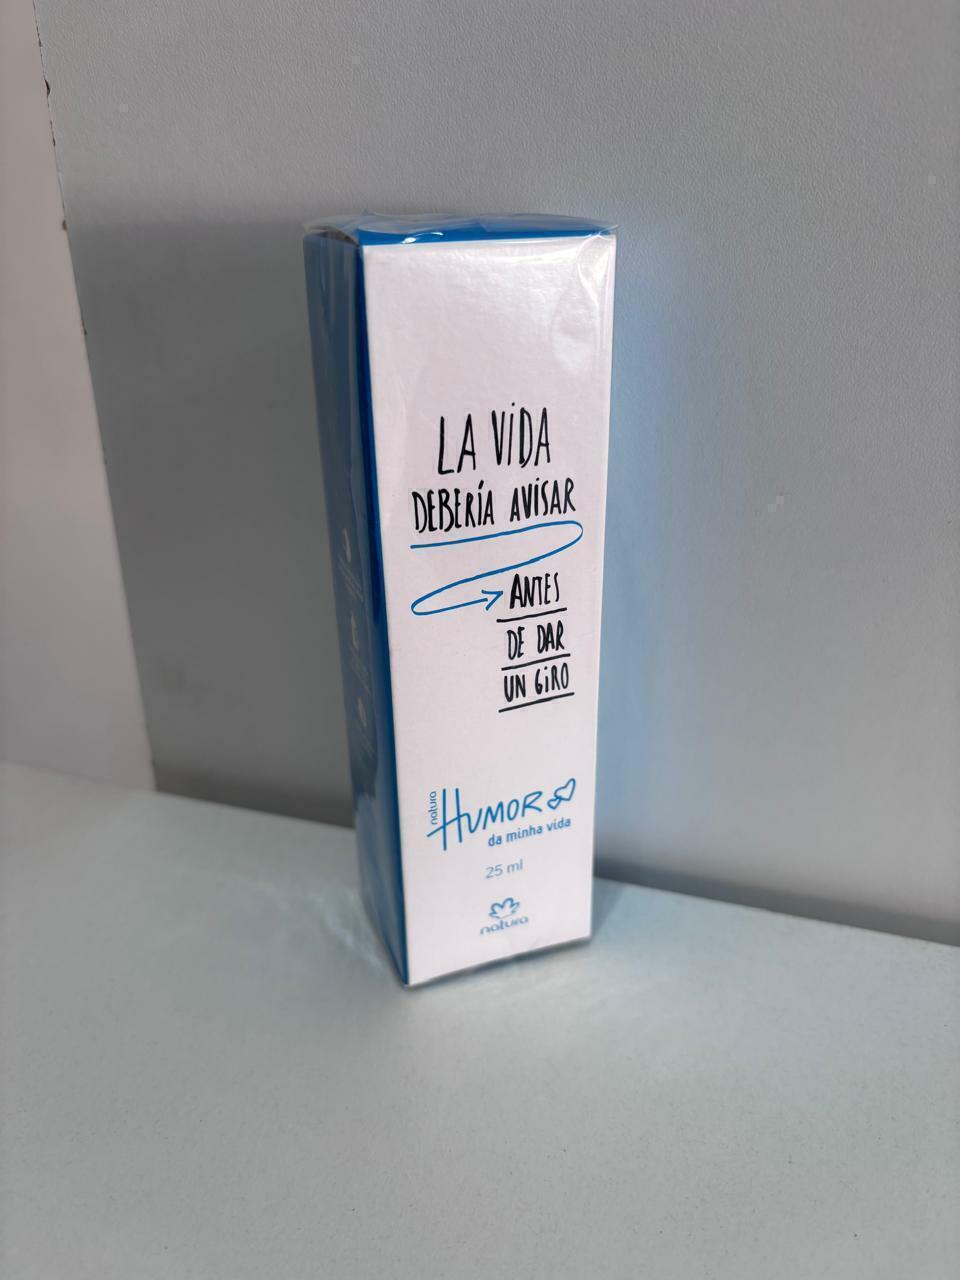 LA ViDA
DEBERÍA AViSAR
ANTES
DE DAR
UN GiRO
natura
HUMOR
da minha vida
25 ml
natura